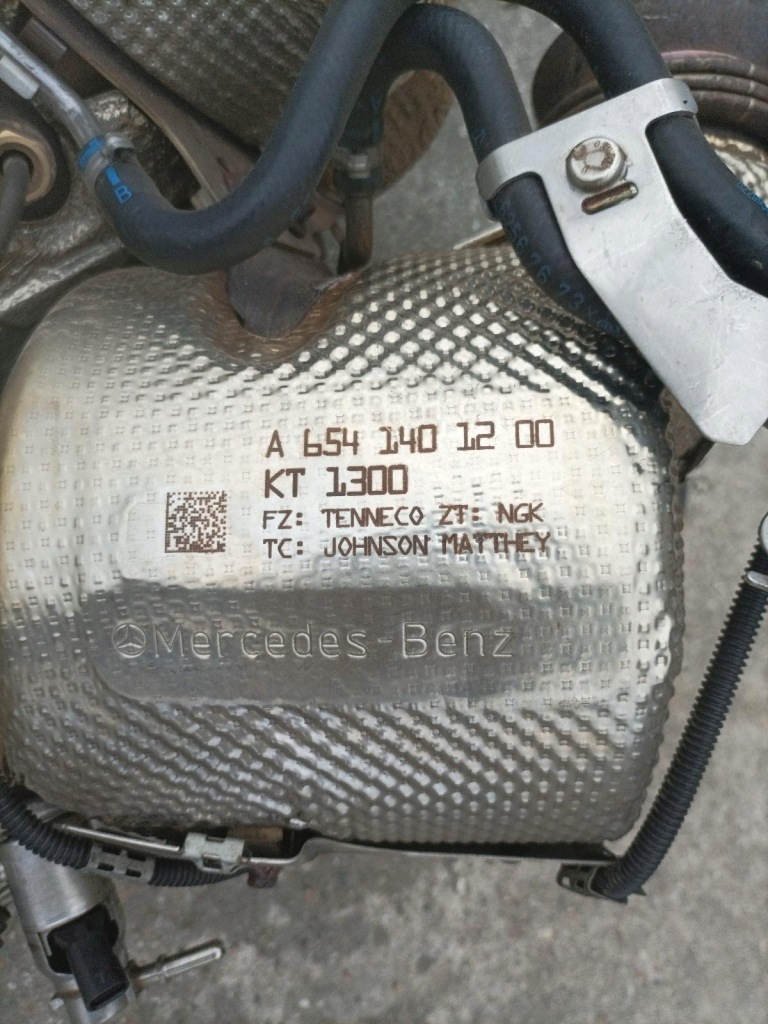 A 654 140 12 00
KT 1300
FZ: TENNECO ZT: NGK
TC: JOHNSON MATTHEY
Mercedes-Benz